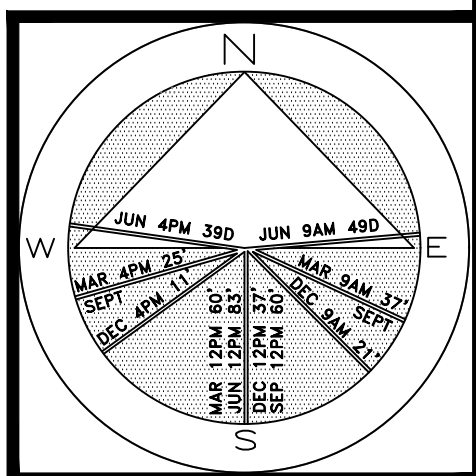 N
JUN 4PM 39D
JUN 9AM 49D
W
E
MAR 4PM 25'
SEPT
DEC 4PM 11'
MAR 12PM 60'
JUN 12PM 83'
DEC 12PM 37'
SEP 12PM 60'
MAR 9AM 37'
SEPT
DEC 9AM 21'
S